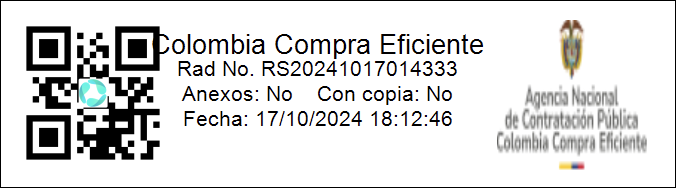 Colombia Compra Eficiente
Rad No. RS20241017014333
Anexos: No    Con copia: No
Fecha: 17/10/2024 18:12:46
Agencia Nacional
de Contratación Pública
Colombia Compra Eficiente